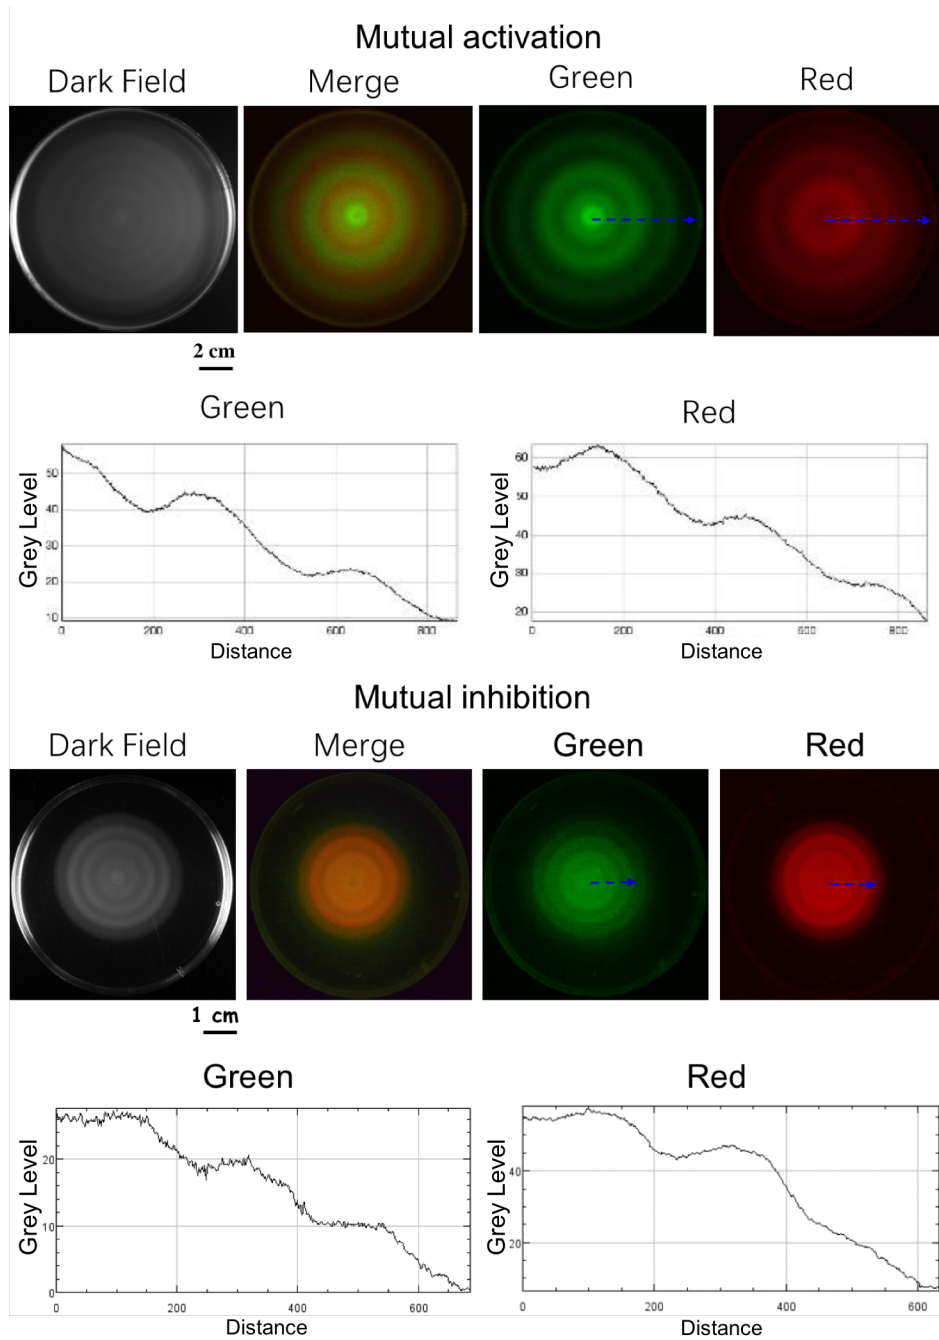 Mutual activation
Dark Field Merge Green Red
2 cm
Green Red
Grey Level
50
40
30
20
10
0 200 400 600 800
Distance
Grey Level
60
50
40
30
20
0 200 400 600 800
Distance
Mutual inhibition
Dark Field Merge Green Red
1 cm
Green Red
Grey Level
20
10
0
0 200 400 600
Distance
Grey Level
40
20
0 200 400 600
Distance